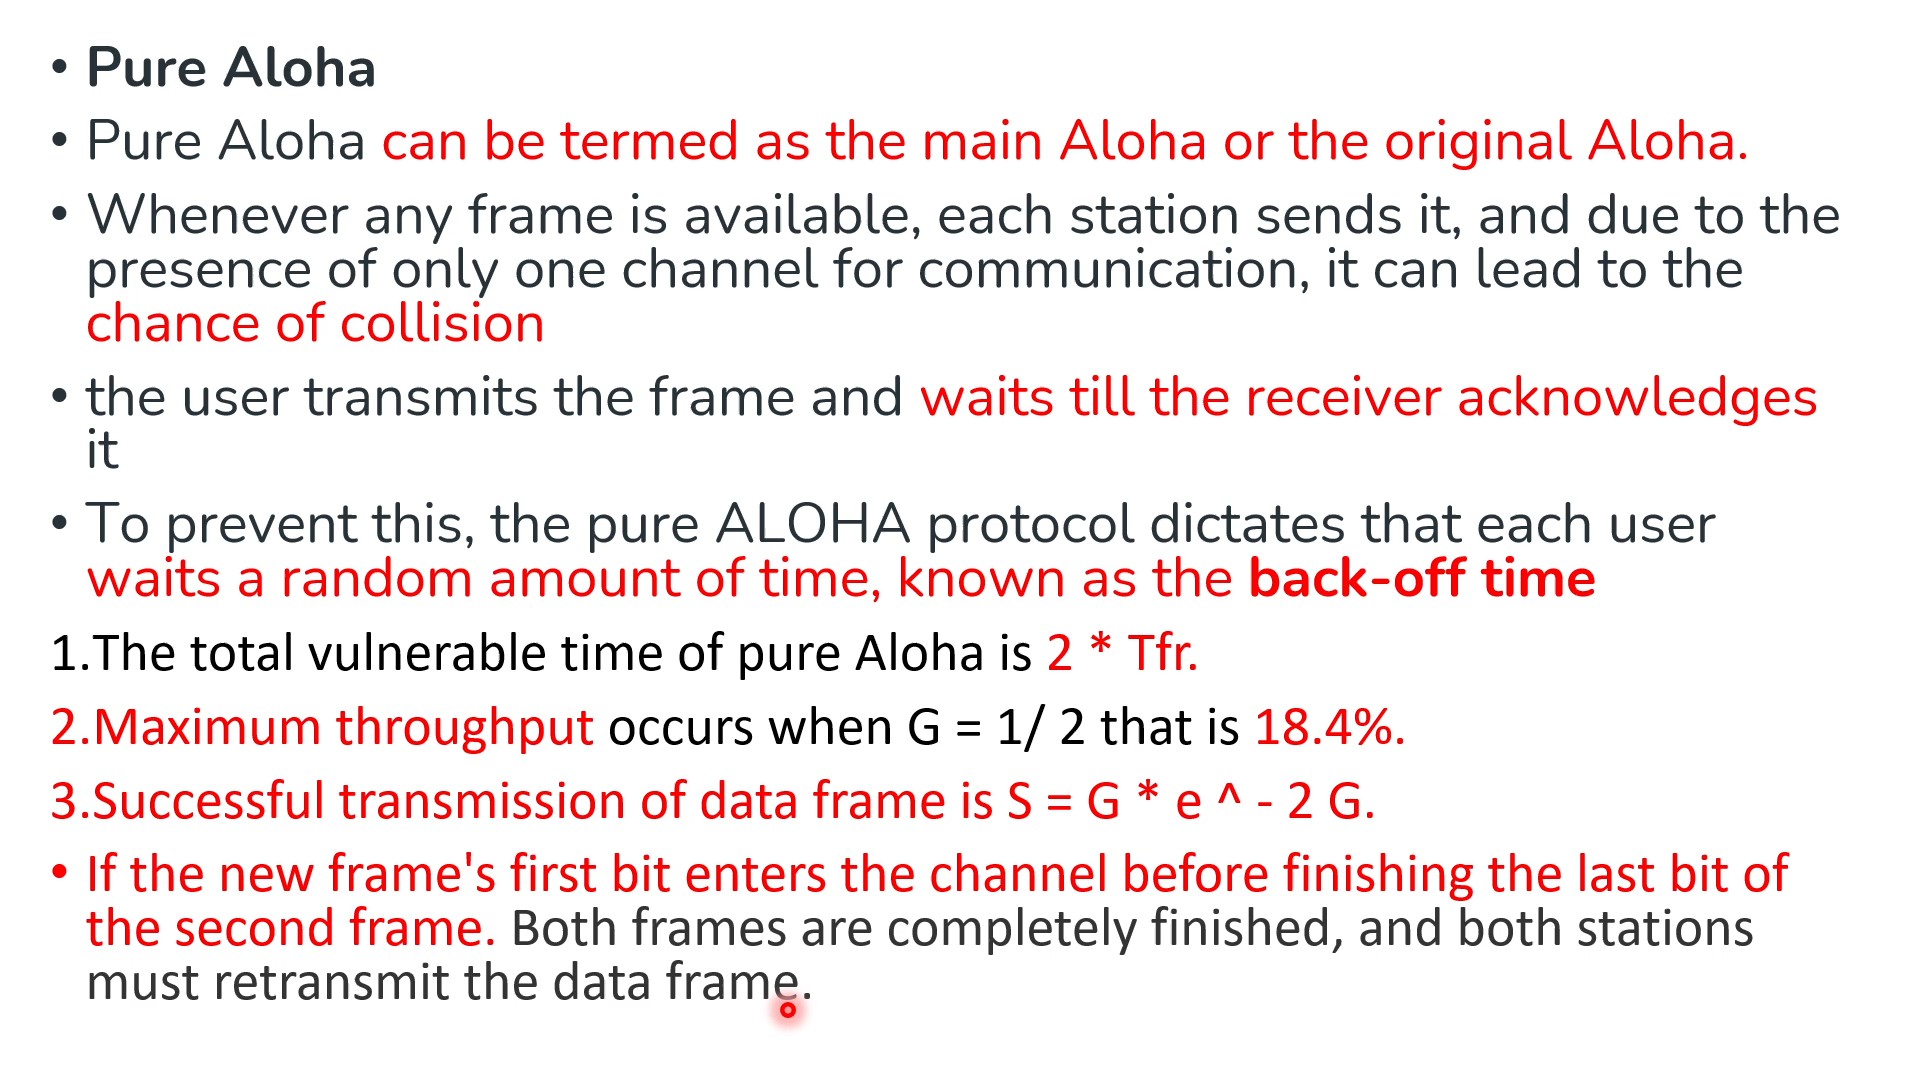 • Pure Aloha
• Pure Aloha can be termed as the main Aloha or the original Aloha.
• Whenever any frame is available, each station sends it, and due to the
presence of only one channel for communication, it can lead to the
chance of collision
• the user transmits the frame and waits till the receiver acknowledges
it
• To prevent this, the pure ALOHA protocol dictates that each user
waits a random amount of time, known as the back-off time
1.The total vulnerable time of pure Aloha is 2 * Tfr.
2.Maximum throughput occurs when G = 1/ 2 that is 18.4%.
3.Successful transmission of data frame is S = G * e ^ - 2 G.
• If the new frame's first bit enters the channel before finishing the last bit of
the second frame. Both frames are completely finished, and both stations
must retransmit the data frame.